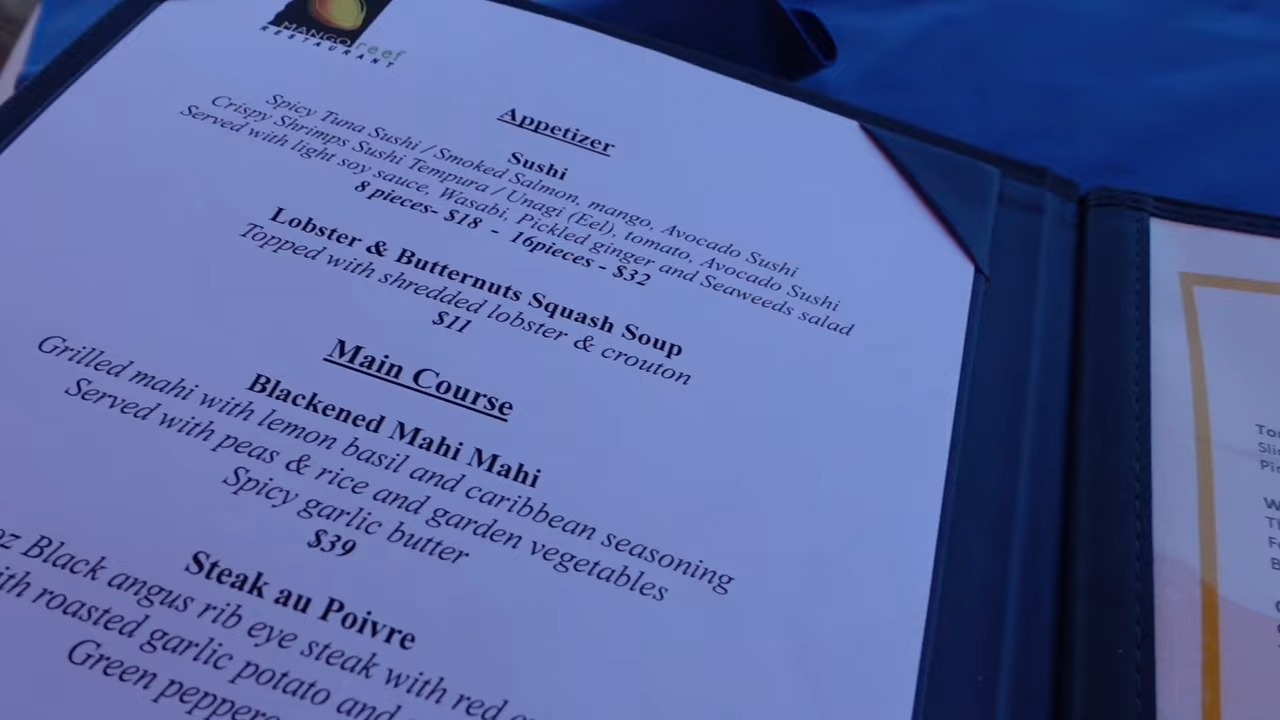 MANGO reef
RESTAURANT
Appetizer
Sushi
Spicy Tuna Sushi / Smoked Salmon, mango, Avocado Sushi
Crispy Shrimps Sushi Tempura / Unagi (Eel), tomato, Avocado Sushi
Served with light soy sauce, Wasabi, Pickled ginger and Seaweeds salad
8 pieces- $18 - 16pieces - $32
Lobster & Butternuts Squash Soup
Topped with shredded lobster & crouton
$11
Main Course
Blackened Mahi Mahi
Grilled mahi with lemon basil and caribbean seasoning
Served with peas & rice and garden vegetables
Spicy garlic butter
$39
Steak au Poivre
oz Black angus rib eye steak with red
roasted garlic potato and
Green